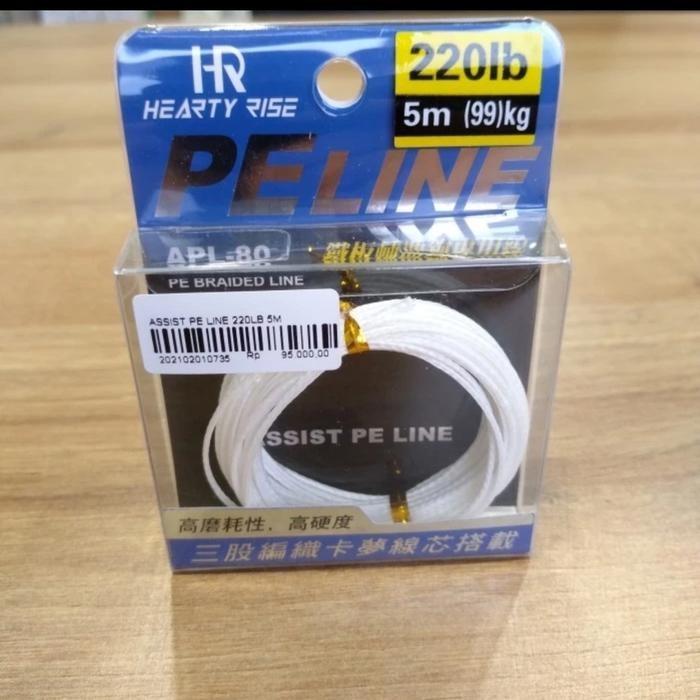 HR
HEARTY RISE
220lb
5m (99)kg
PE LINE
APL-80
PE BRAIDED LINE
ASSIST PE LINE 220LB 5M
202102010735 Rp 95.000,00
SSIST PE LINE
高磨耗性，高硬度
三股編織卡夢線芯搭載